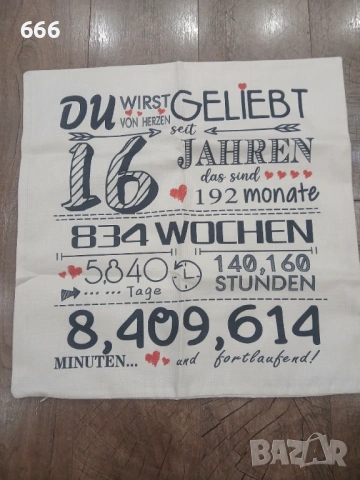 666
DU WIRST VON HERZEN GELIEBT
seit
16 JAHREN
das sind
192 monate
834 WOCHEN
5,840 ...... Tage
140,160 STUNDEN
8,409,614
MINUTEN... und fortlaufend!
BAZAR